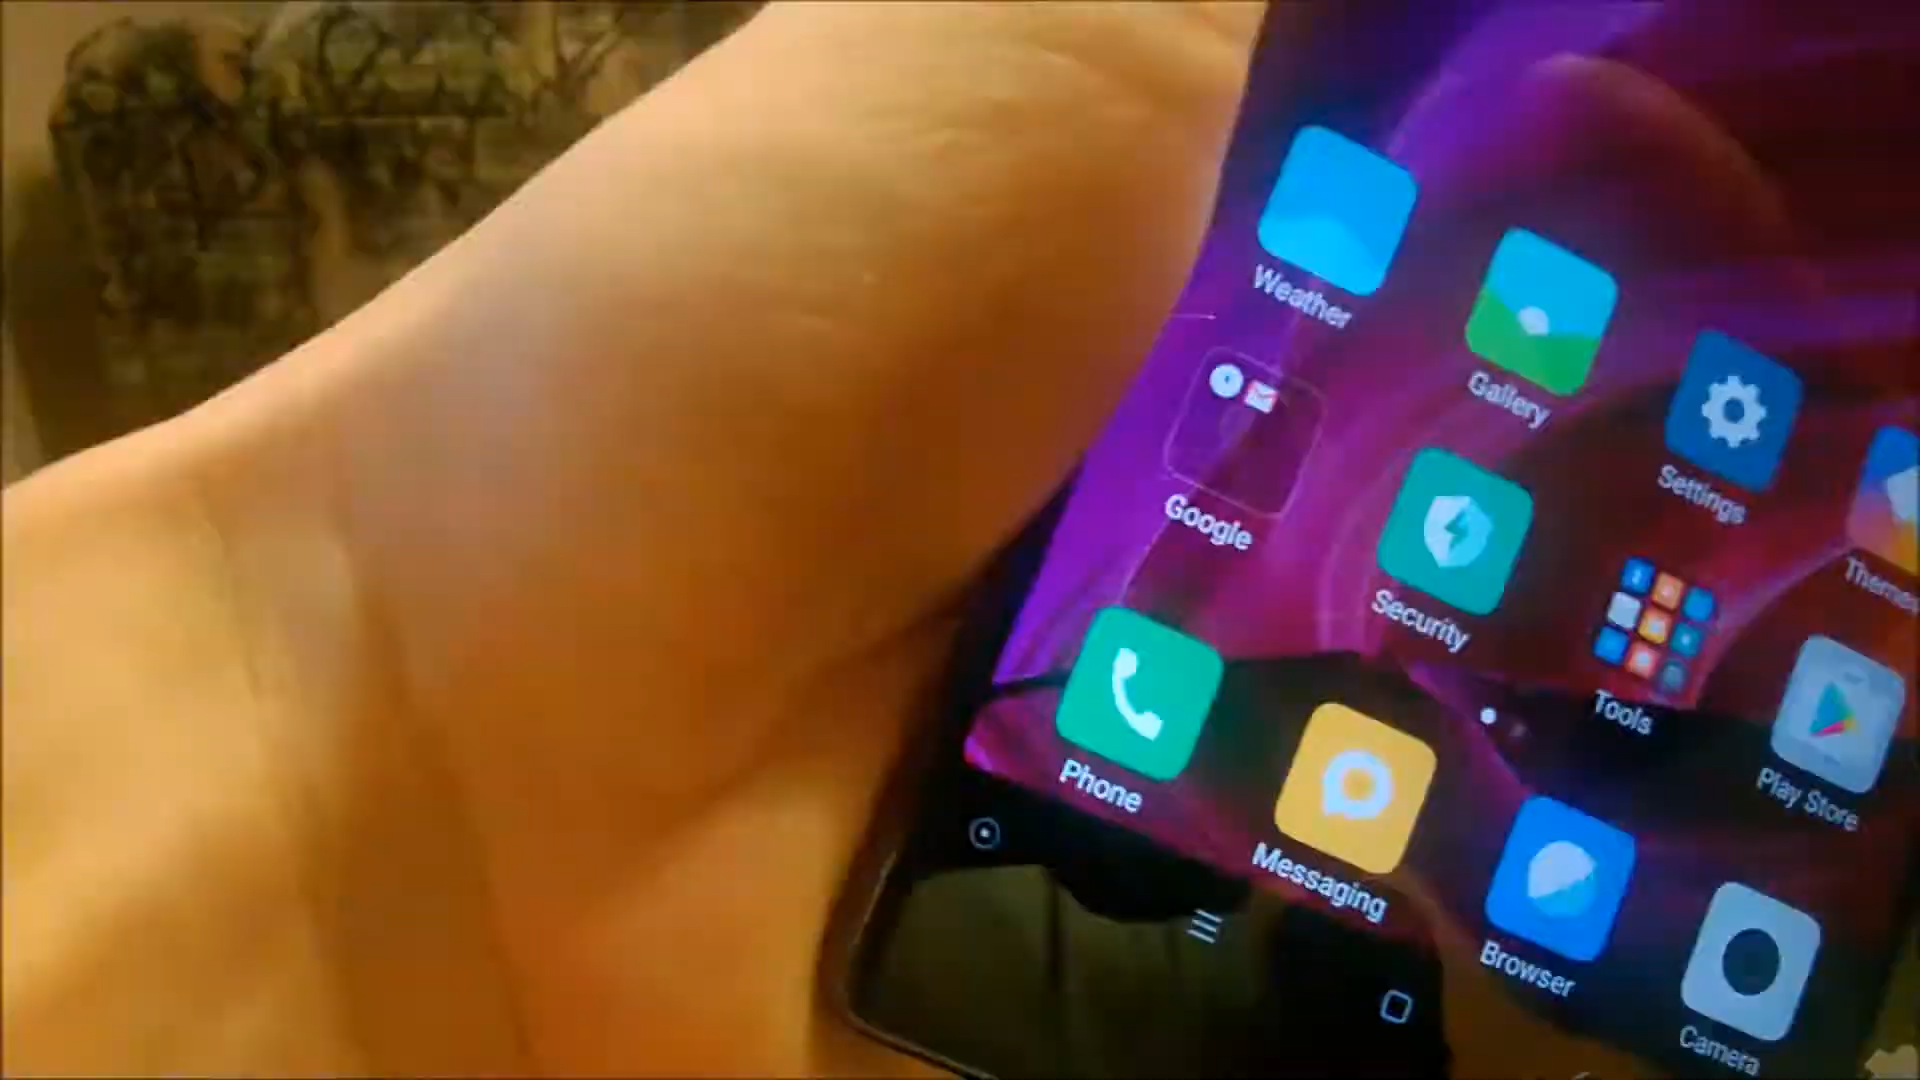 Weather
Gallery
Settings
Google
Security
Tools
Phone
Messaging
Browser
Play Store
Camera